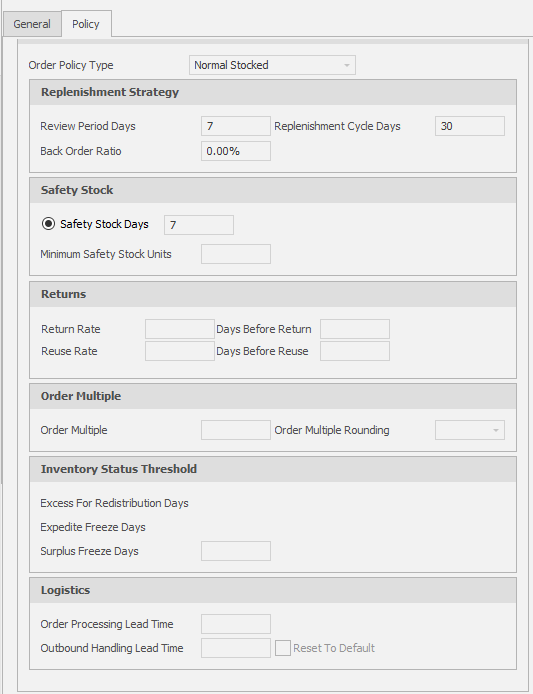 General Policy
Order Policy Type Normal Stocked
Replenishment Strategy
Review Period Days 7 Replenishment Cycle Days 30
Back Order Ratio 0.00%
Safety Stock
Safety Stock Days 7
Minimum Safety Stock Units
Returns
Return Rate Days Before Return
Reuse Rate Days Before Reuse
Order Multiple
Order Multiple Order Multiple Rounding
Inventory Status Threshold
Excess For Redistribution Days
Expedite Freeze Days
Surplus Freeze Days
Logistics
Order Processing Lead Time
Outbound Handling Lead Time Reset To Default